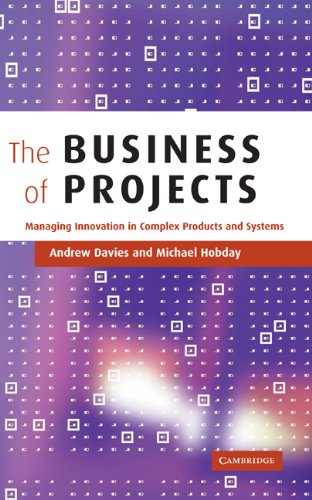 The BUSINESS
of PROJECTS
Managing Innovation in Complex Products and Systems
Andrew Davies and Michael Hobday
CAMBRIDGE